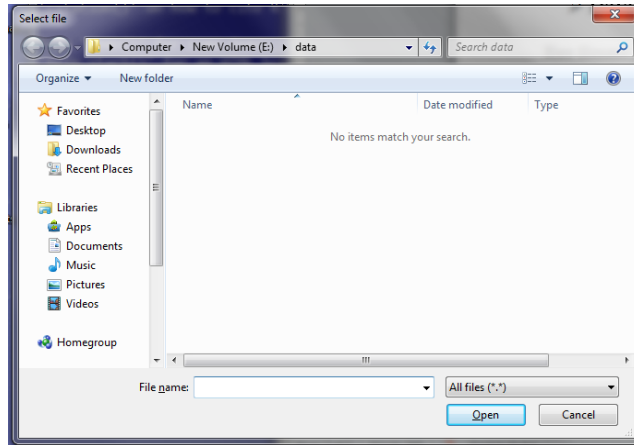 Select file
Computer ▸ New Volume (E:) ▸ data
Search data
Organize
New folder
Name
Date modified
Type
No items match your search.
Favorites
Desktop
Downloads
Recent Places
Libraries
Apps
Documents
Music
Pictures
Videos
Homegroup
File name:
All files (*.*)
Open
Cancel